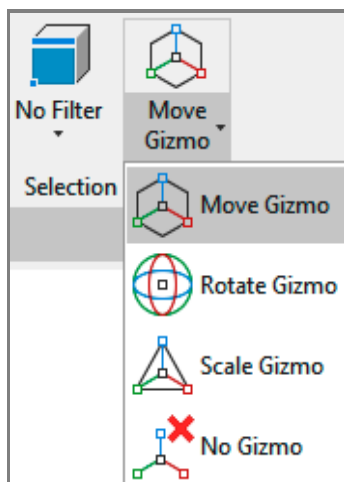 No Filter
Move
Gizmo
Selection
Move Gizmo
Rotate Gizmo
Scale Gizmo
No Gizmo